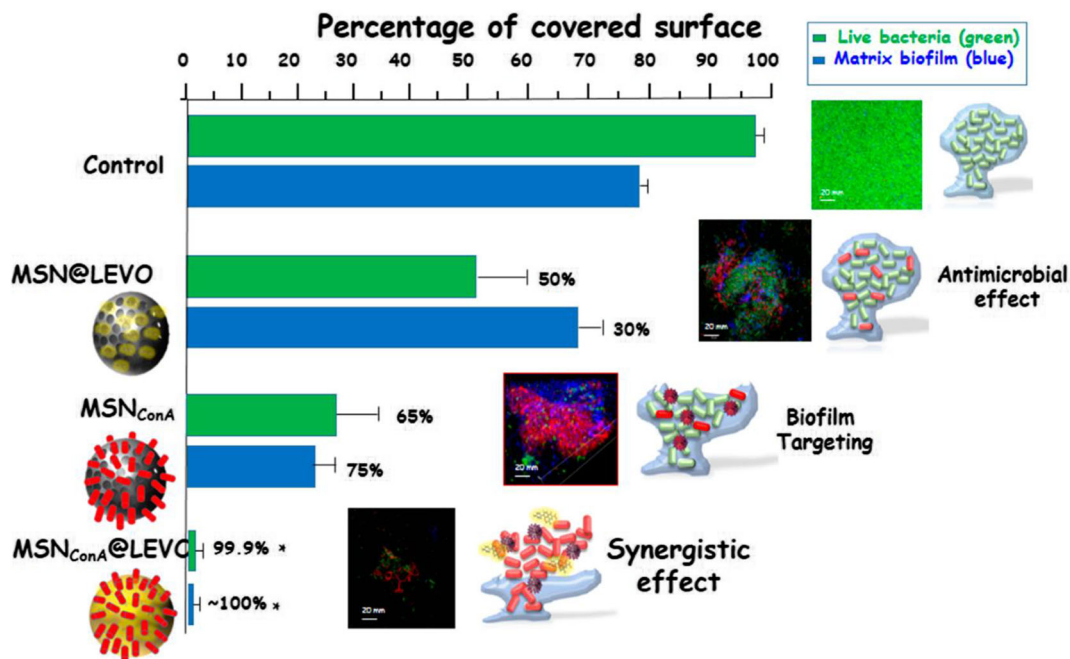 Percentage of covered surface
Live bacteria (green)
Matrix biofilm (blue)
0 10 20 30 40 50 60 70 80 90 100
Control
20 mm
MSN@LEVO
50%
30%
20 mm
Antimicrobial
effect
MSNConA
65%
75%
20 mm
Biofilm
Targeting
MSNConA@LEVO
99.9% *
~100% *
20 mm
Synergistic
effect